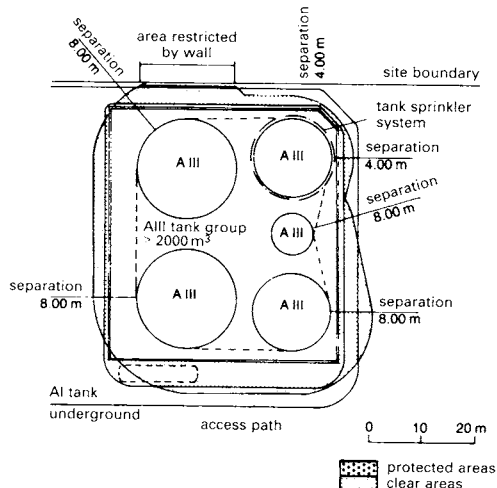 area restricted
by wall
separation
8.00 m
separation
4.00 m
site boundary
tank sprinkler
system
A III
A III
separation
4.00 m
separation
8.00 m
A III
AIII tank group
> 2000 m³
A III
A III
separation
8.00 m
separation
8.00 m
AI tank
underground
access path
0 10 20 m
protected areas
clear areas